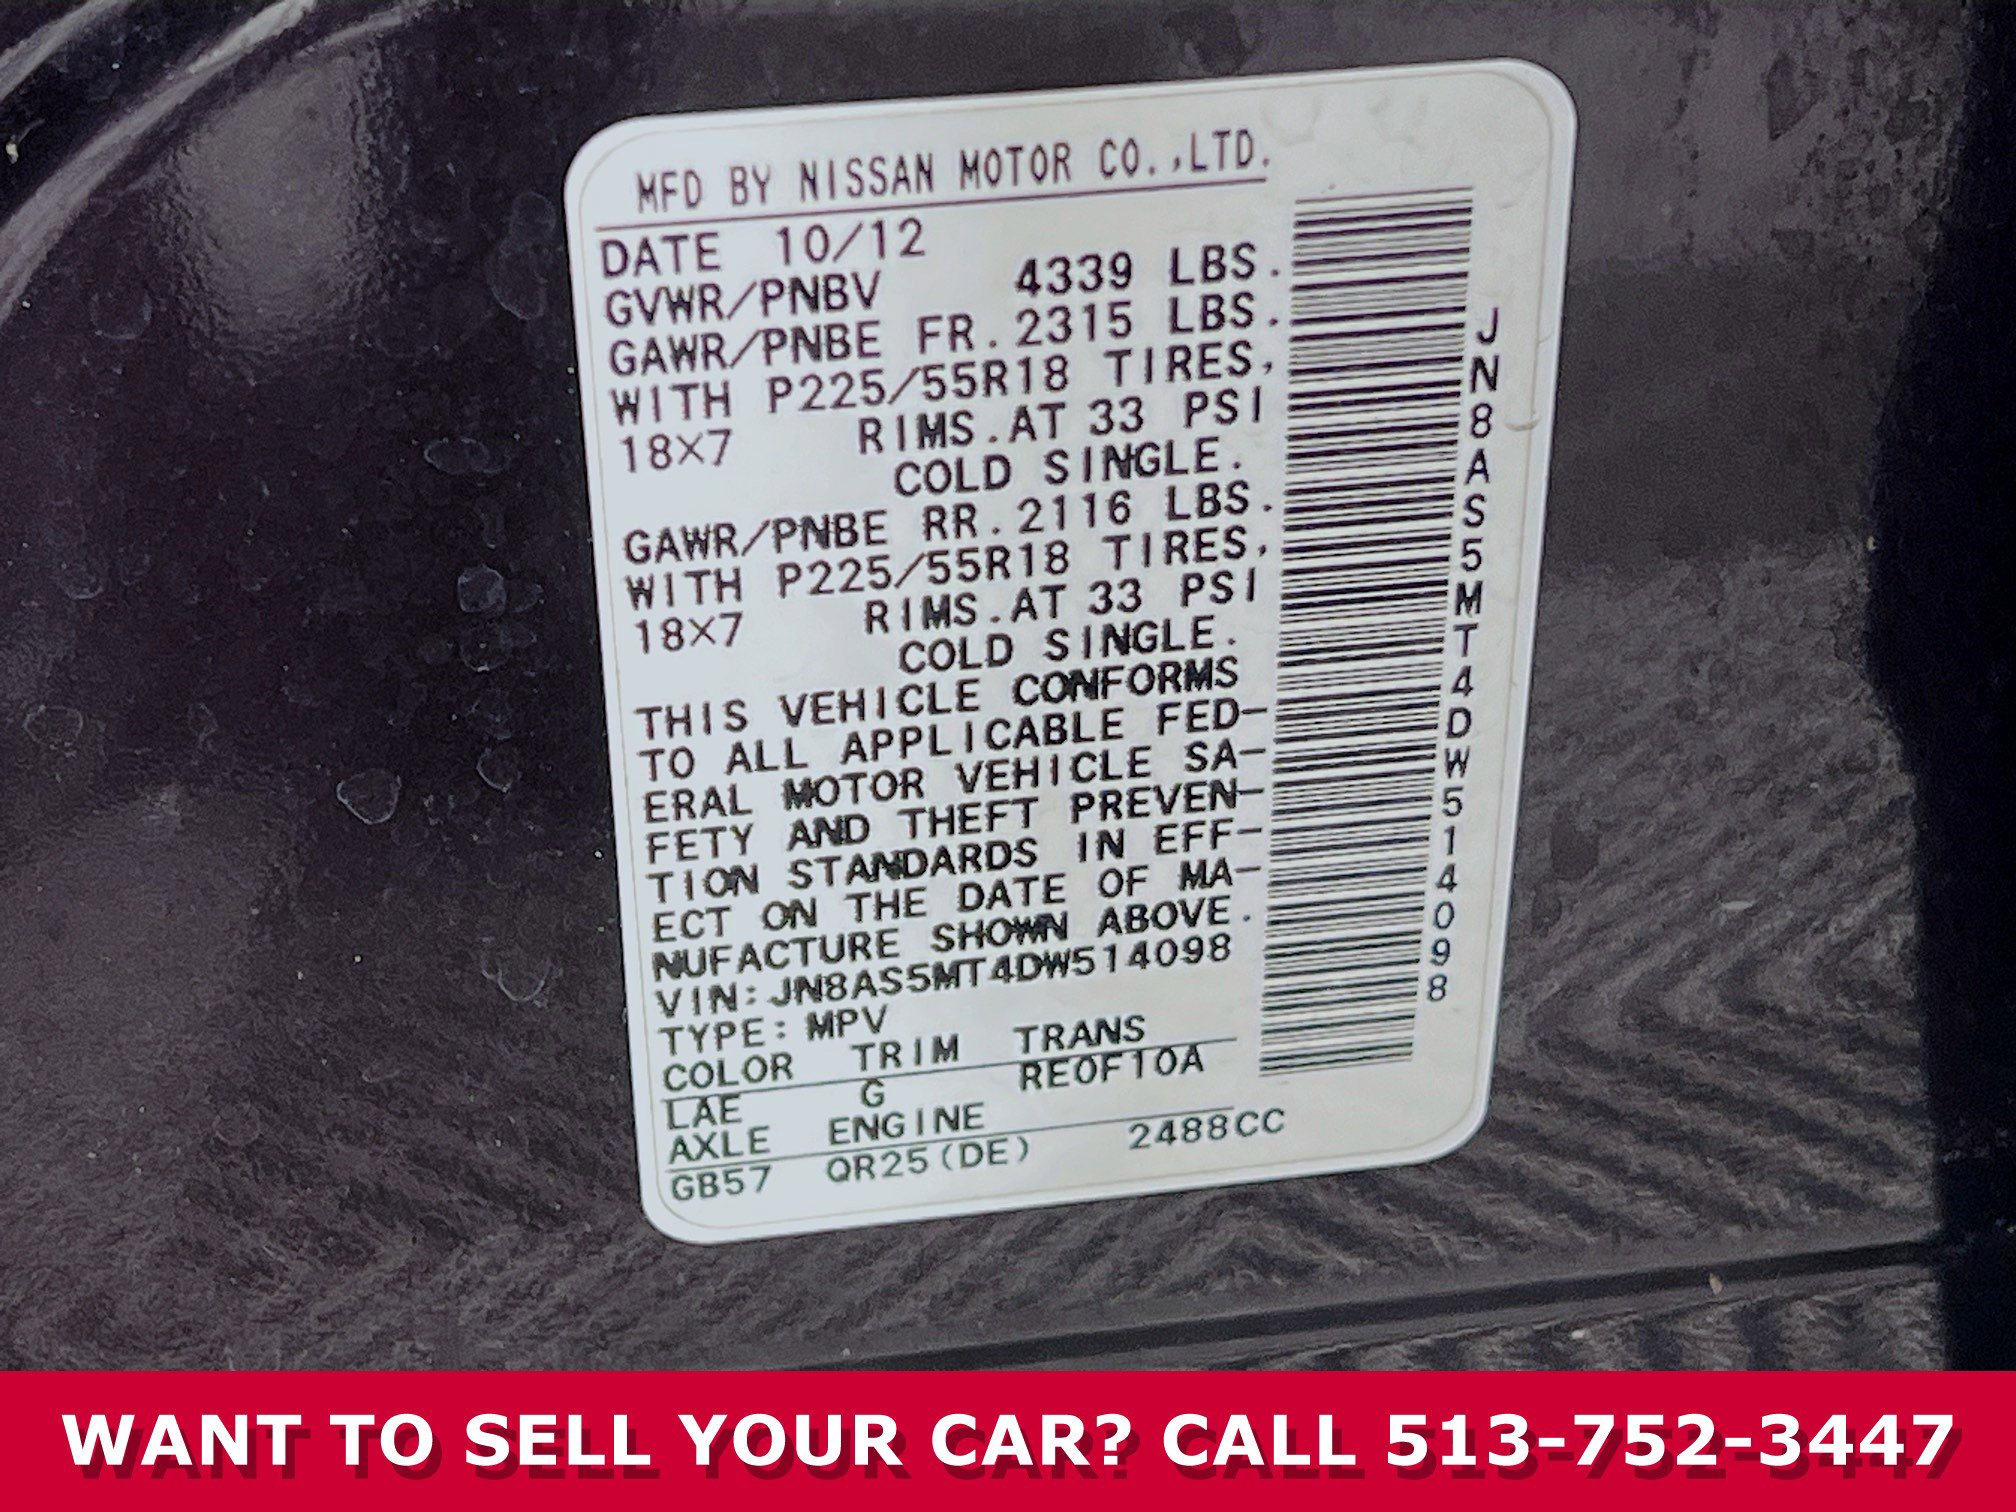 MFD BY NISSAN MOTOR CO.,LTD.
DATE 10/12
GVWR/PNBV 4339 LBS.
GAWR/PNBE FR.2315 LBS.
WITH P225/55R18 TIRES,
18×7 RIMS.AT 33 PSI
COLD SINGLE.
GAWR/PNBE RR.2116 LBS.
WITH P225/55R18 TIRES,
18×7 RIMS.AT 33 PSI
COLD SINGLE.
THIS VEHICLE CONFORMS
TO ALL APPLICABLE FED-
ERAL MOTOR VEHICLE SA-
FETY AND THEFT PREVEN-
TION STANDARDS IN EFF-
ECT ON THE DATE OF MA-
NUFACTURE SHOWN ABOVE.
VIN:JN8AS5MT4DW514098
TYPE:MPV
COLOR TRIM TRANS
LAE G RE0F10A
AXLE ENGINE
GB57 QR25(DE) 2488CC
JN8AS5MT4DW514098
WANT TO SELL YOUR CAR? CALL 513-752-3447